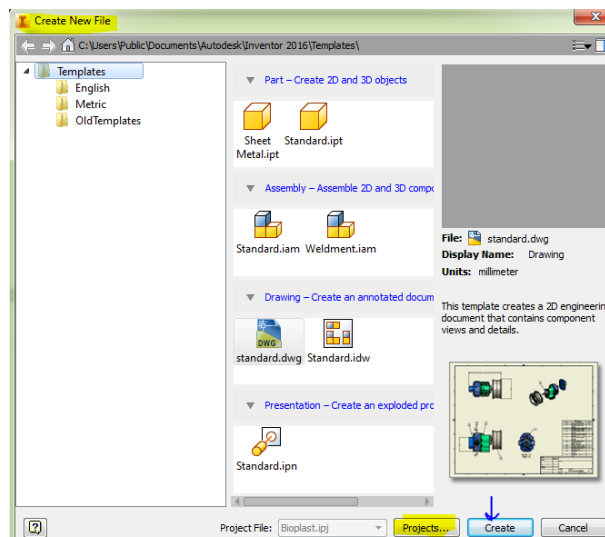 Create New File
C:\Users\Public\Documents\Autodesk\Inventor 2016\Templates\
Templates
English
Metric
OldTemplates
Part – Create 2D and 3D objects
Sheet Metal.ipt
Standard.ipt
Assembly – Assemble 2D and 3D compo
Standard.iam
Weldment.iam
Drawing – Create an annotated docum
DWG
standard.dwg
Standard.idw
Presentation – Create an exploded pro
Standard.ipn
File: standard.dwg
Display Name: Drawing
Units: millimeter
This template creates a 2D engineerin
document that contains component
views and details.
Project File: Bioplast.ipj Projects... Create Cancel